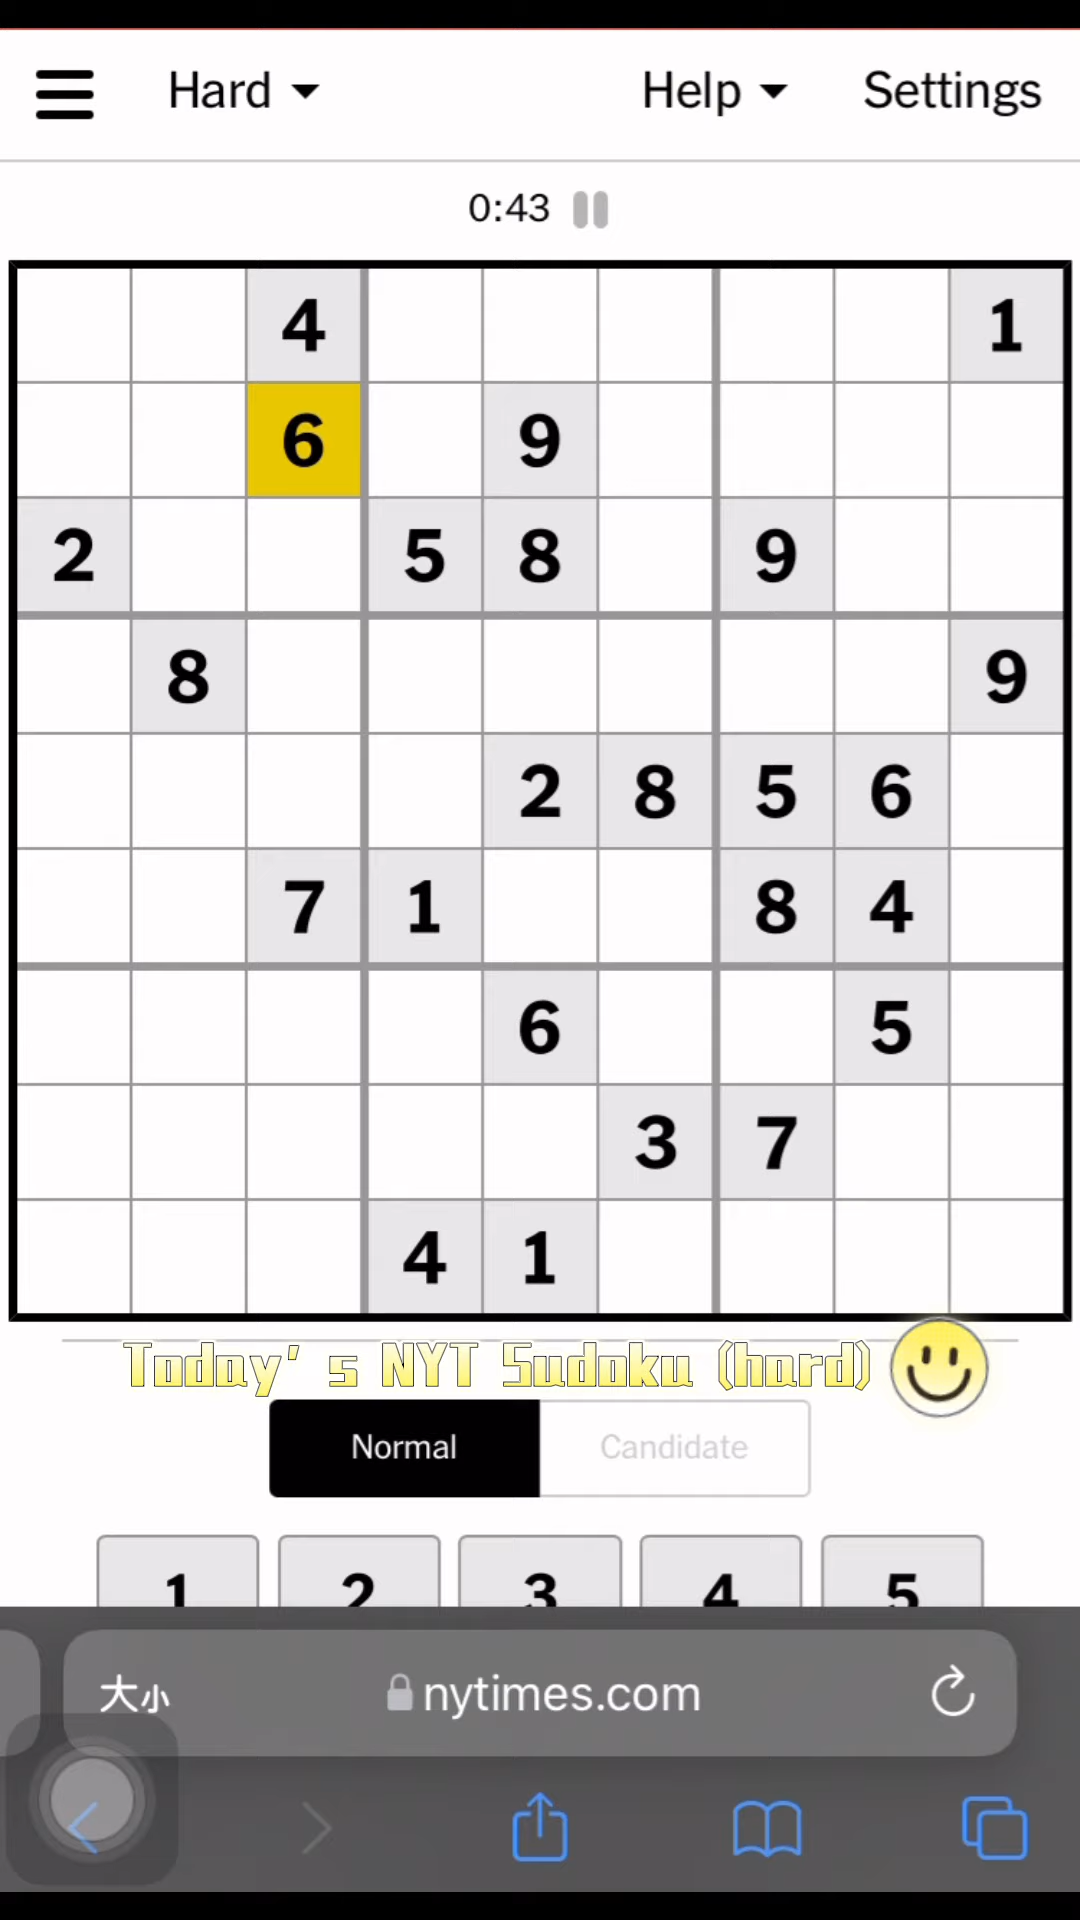 Hard Help Settings
0:43
4 1
6 9
2 5 8 9
8 9
2 8 5 6
7 1 8 4
6 5
3 7
4 1
Today's NYT Sudoku (hard)
Normal Candidate
1 2 3 4 5
大小 nytimes.com